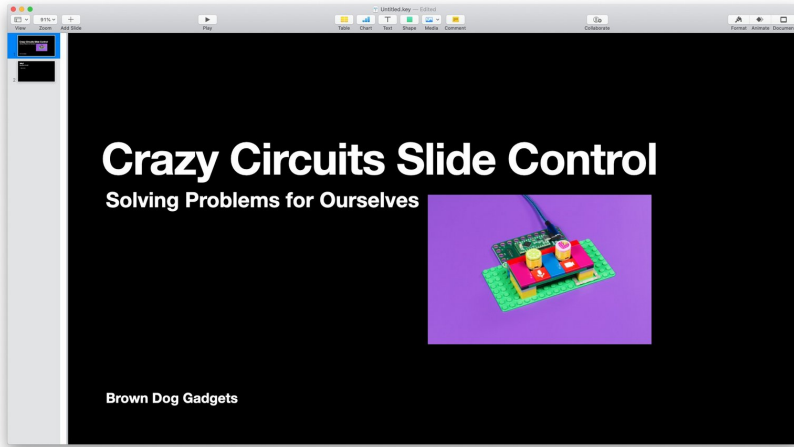 Untitled.key — Edited
91%
View Zoom Add Slide Play Table Chart Text Shape Media Comment Collaborate Format Animate Document
Crazy Circuits Slide Control
Solving Problems for Ourselves
Brown Dog Gadgets